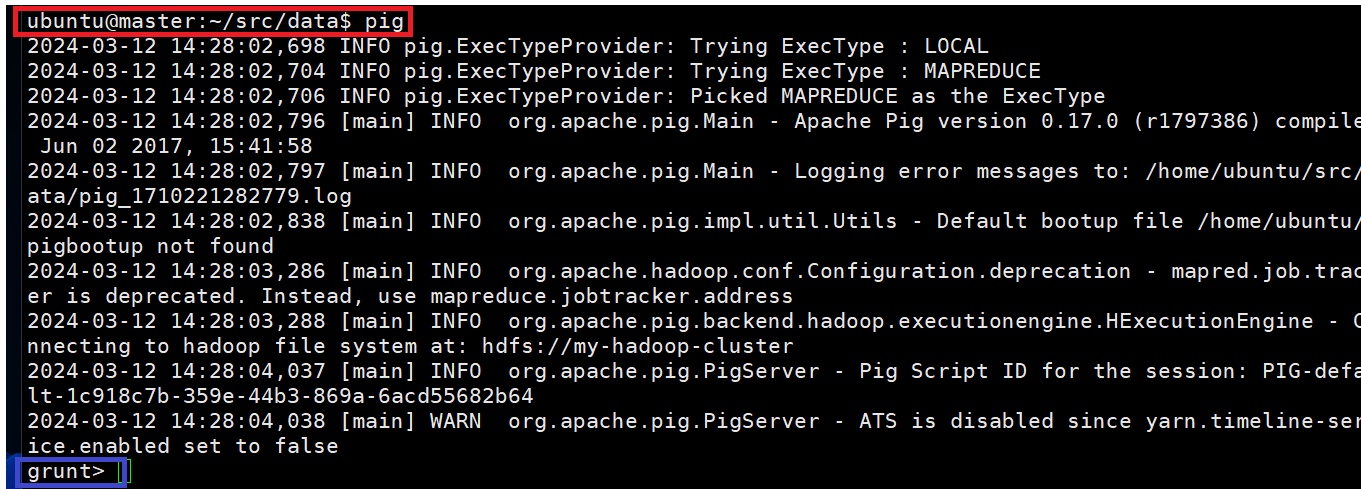 ubuntu@master:~/src/data$ pig
2024-03-12 14:28:02,698 INFO pig.ExecTypeProvider: Trying ExecType : LOCAL
2024-03-12 14:28:02,704 INFO pig.ExecTypeProvider: Trying ExecType : MAPREDUCE
2024-03-12 14:28:02,706 INFO pig.ExecTypeProvider: Picked MAPREDUCE as the ExecType
2024-03-12 14:28:02,796 [main] INFO  org.apache.pig.Main - Apache Pig version 0.17.0 (r1797386) compile
Jun 02 2017, 15:41:58
2024-03-12 14:28:02,797 [main] INFO  org.apache.pig.Main - Logging error messages to: /home/ubuntu/src/
ata/pig_1710221282779.log
2024-03-12 14:28:02,838 [main] INFO  org.apache.pig.impl.util.Utils - Default bootup file /home/ubuntu/
pigbootup not found
2024-03-12 14:28:03,286 [main] INFO  org.apache.hadoop.conf.Configuration.deprecation - mapred.job.trac
er is deprecated. Instead, use mapreduce.jobtracker.address
2024-03-12 14:28:03,288 [main] INFO  org.apache.pig.backend.hadoop.executionengine.HExecutionEngine - C
nnecting to hadoop file system at: hdfs://my-hadoop-cluster
2024-03-12 14:28:04,037 [main] INFO  org.apache.pig.PigServer - Pig Script ID for the session: PIG-defa
lt-1c918c7b-359e-44b3-869a-6acd55682b64
2024-03-12 14:28:04,038 [main] WARN  org.apache.pig.PigServer - ATS is disabled since yarn.timeline-ser
ice.enabled set to false
grunt>